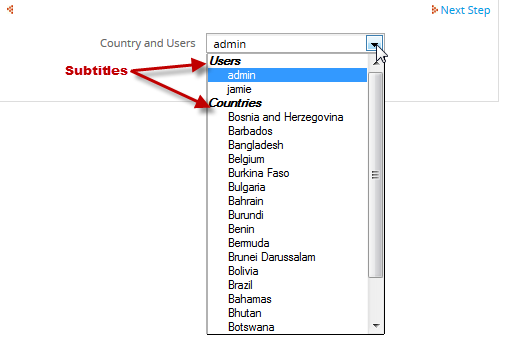 Next Step
Country and Users admin
Subtitles
Users
admin
jamie
Countries
Bosnia and Herzegovina
Barbados
Bangladesh
Belgium
Burkina Faso
Bulgaria
Bahrain
Burundi
Benin
Bermuda
Brunei Darussalam
Bolivia
Brazil
Bahamas
Bhutan
Botswana